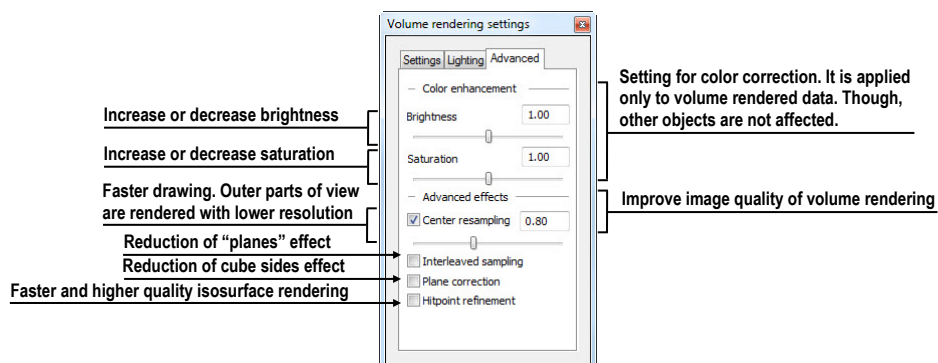 Volume rendering settings
Settings Lighting Advanced
Color enhancement
Brightness 1.00
Saturation 1.00
Advanced effects
Center resampling 0.80
Interleaved sampling
Plane correction
Hitpoint refinement
Increase or decrease brightness
Increase or decrease saturation
Faster drawing. Outer parts of view
are rendered with lower resolution
Reduction of “planes” effect
Reduction of cube sides effect
Faster and higher quality isosurface rendering
Setting for color correction. It is applied
only to volume rendered data. Though,
other objects are not affected.
Improve image quality of volume rendering